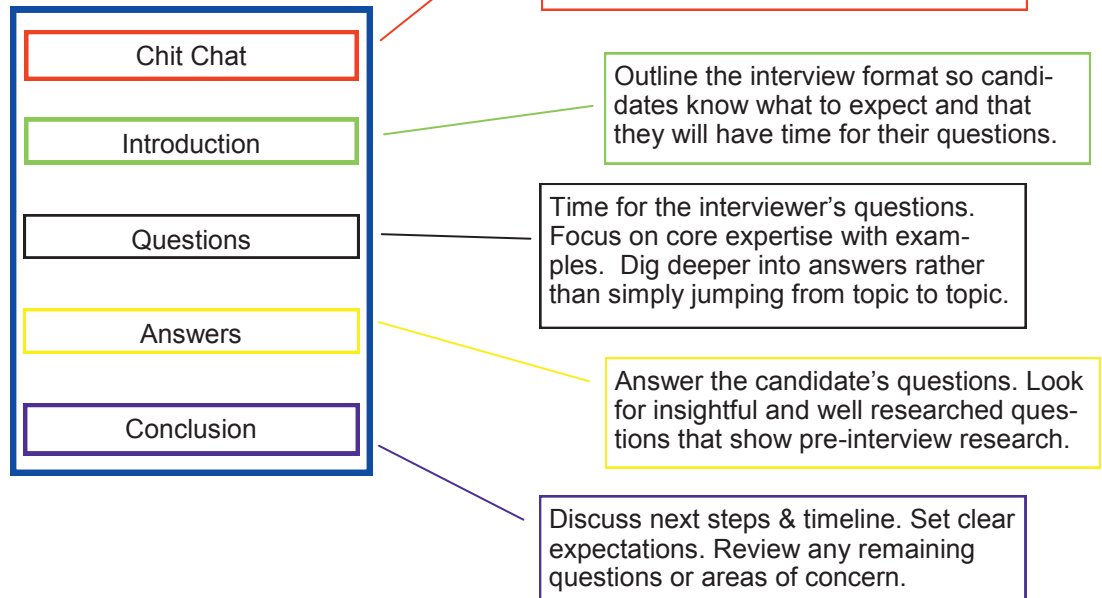 Chit Chat
Introduction
Questions
Answers
Conclusion
Outline the interview format so candi-
dates know what to expect and that
they will have time for their questions.
Time for the interviewer’s questions.
Focus on core expertise with exam-
ples.  Dig deeper into answers rather
than simply jumping from topic to topic.
Answer the candidate’s questions. Look
for insightful and well researched ques-
tions that show pre-interview research.
Discuss next steps & timeline. Set clear
expectations. Review any remaining
questions or areas of concern.